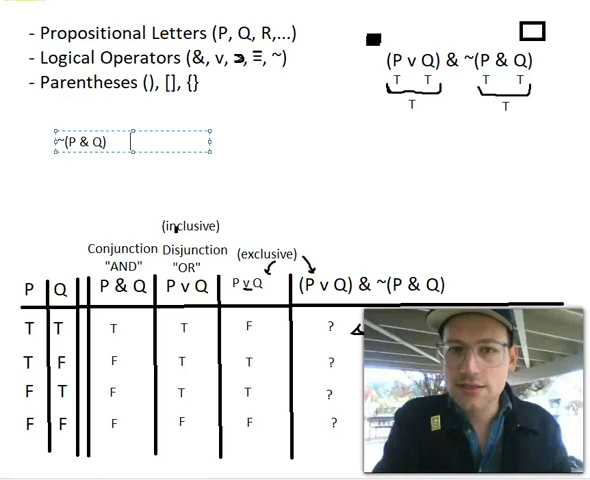 - Propositional Letters (P, Q, R,...)
- Logical Operators (&, v, ⊃, ≡, ~)
- Parentheses (), [], {}
(P v Q) & ~(P & Q)
T T T T
T T
~(P & Q)
(inclusive)
Conjunction Disjunction (exclusive)
"AND" "OR"
P Q P & Q P v Q P v Q (P v Q) & ~(P & Q)
T T T T F ?
T F F T T ?
F T F T T ?
F F F F F ?